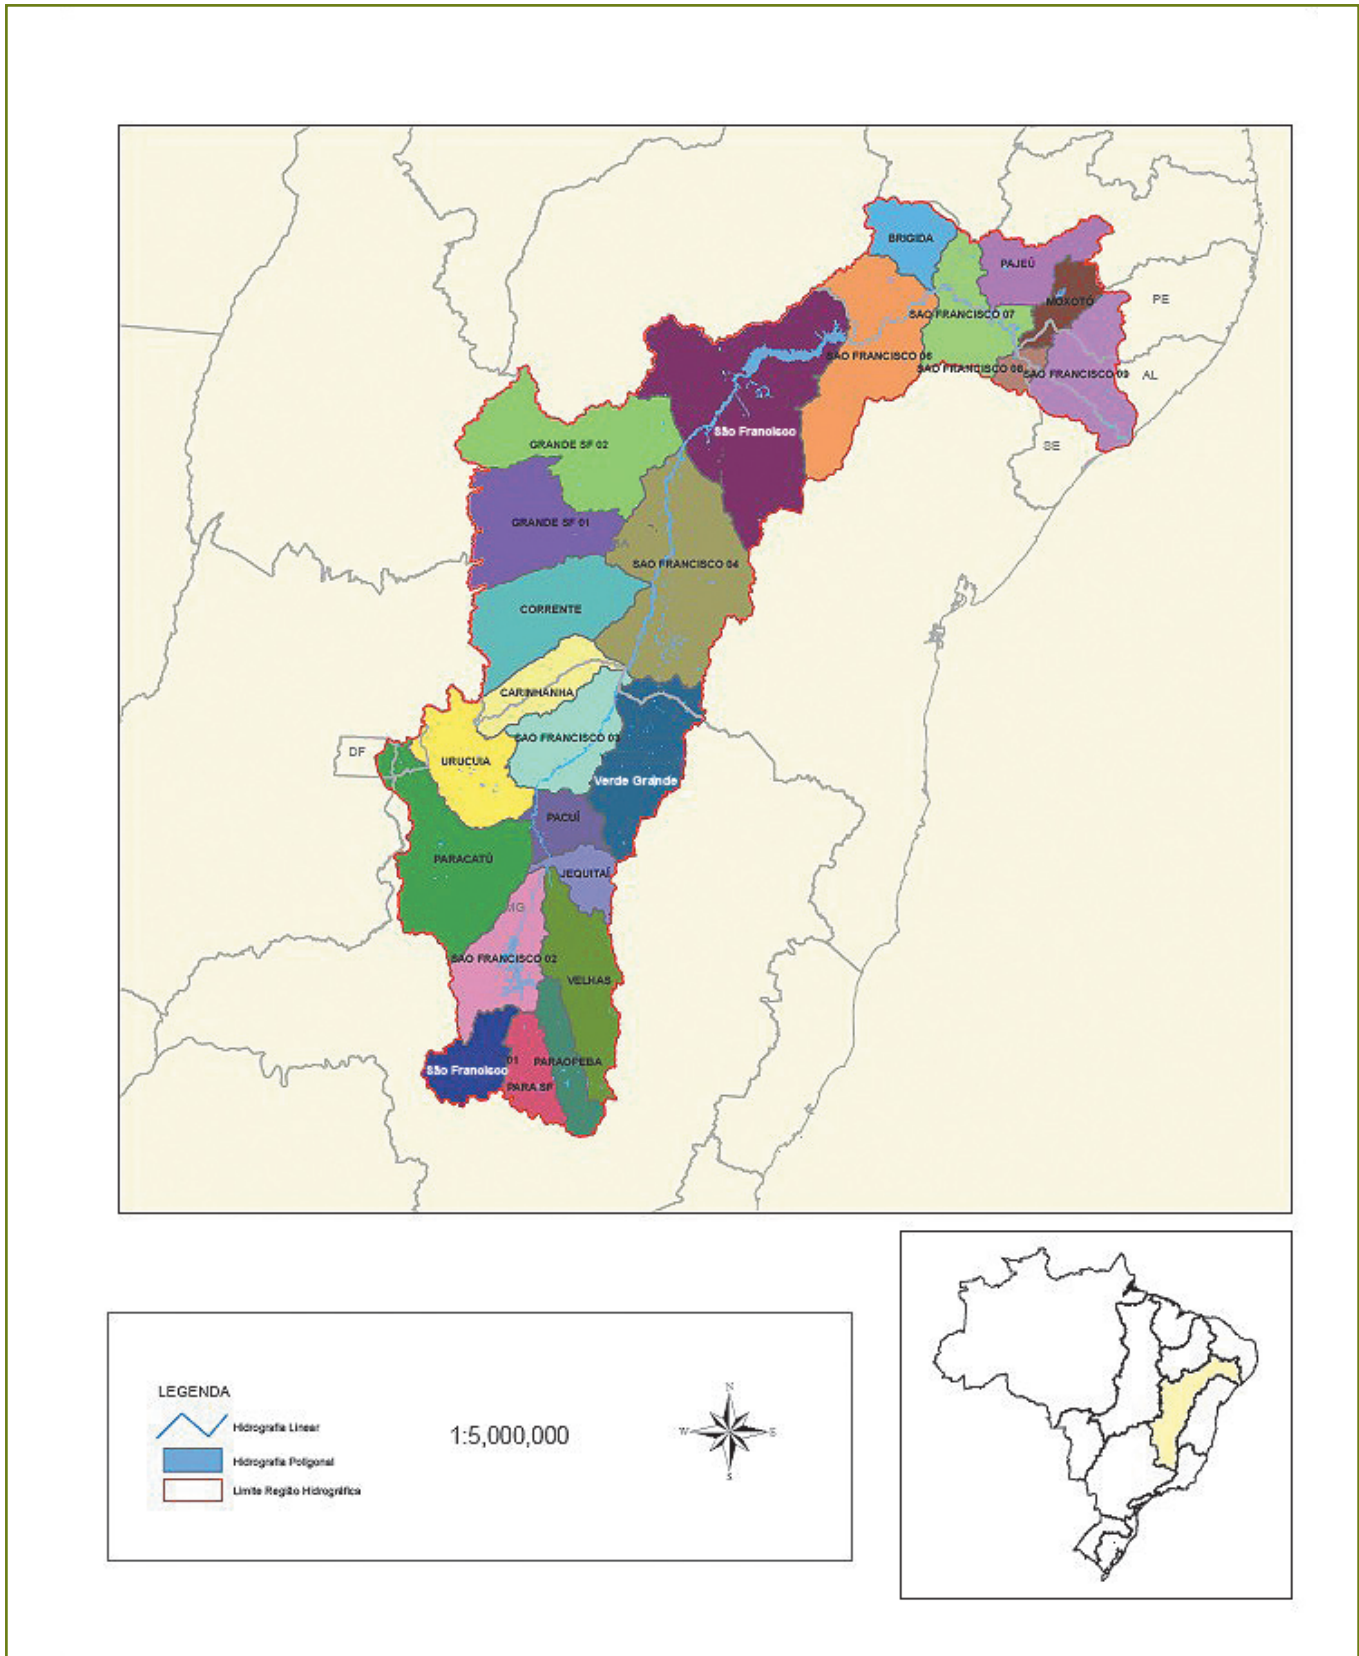 BRIGIDA
PAJEÚ
MOXOTÓ
PE
SAO FRANCISCO 07
SAO FRANCISCO 06
SAO FRANCISCO 08
SAO FRANCISCO 09
AL
São Francisco
SE
GRANDE SF 02
GRANDE SF 01
BA
SAO FRANCISCO 04
CORRENTE
CARINHANHA
SAO FRANCISCO 03
DF
URUCUIA
Verde Grande
PACUÍ
PARACATÚ
JEQUITAÍ
MG
SAO FRANCISCO 02
VELHAS
São Francisco 01
PARAOPEBA
PARA SF
LEGENDA
Hidrografia Linear
Hidrografia Poligonal
Limite Região Hidrográfica
1:5,000,000
N
W E
S